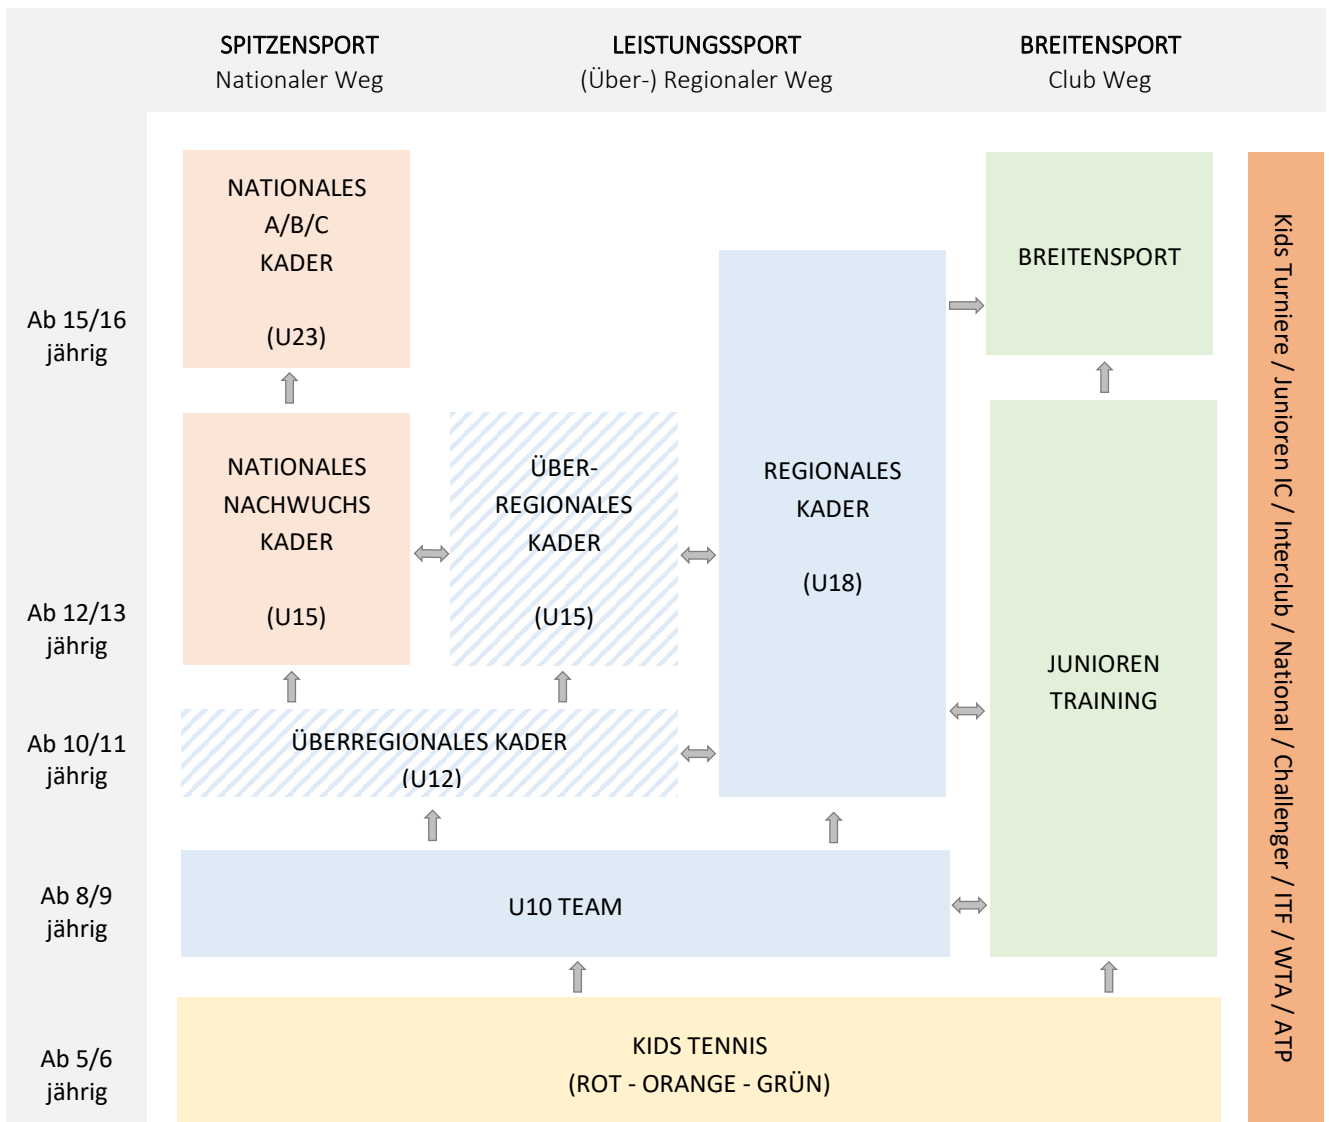 SPITZENSPORT
Nationaler Weg
LEISTUNGSSPORT
(Über-) Regionaler Weg
BREITENSPORT
Club Weg
Ab 15/16
jährig
NATIONALES
A/B/C
KADER
(U23)
BREITENSPORT
Ab 12/13
jährig
NATIONALES
NACHWUCHS
KADER
(U15)
ÜBER-
REGIONALES
KADER
(U15)
REGIONALES
KADER
(U18)
JUNIOREN
TRAINING
Ab 10/11
jährig
ÜBERREGIONALES KADER
(U12)
Ab 8/9
jährig
U10 TEAM
Ab 5/6
jährig
KIDS TENNIS
(ROT - ORANGE - GRÜN)
Kids Turniere / Junioren IC / Interclub / National / Challenger / ITF / WTA / ATP